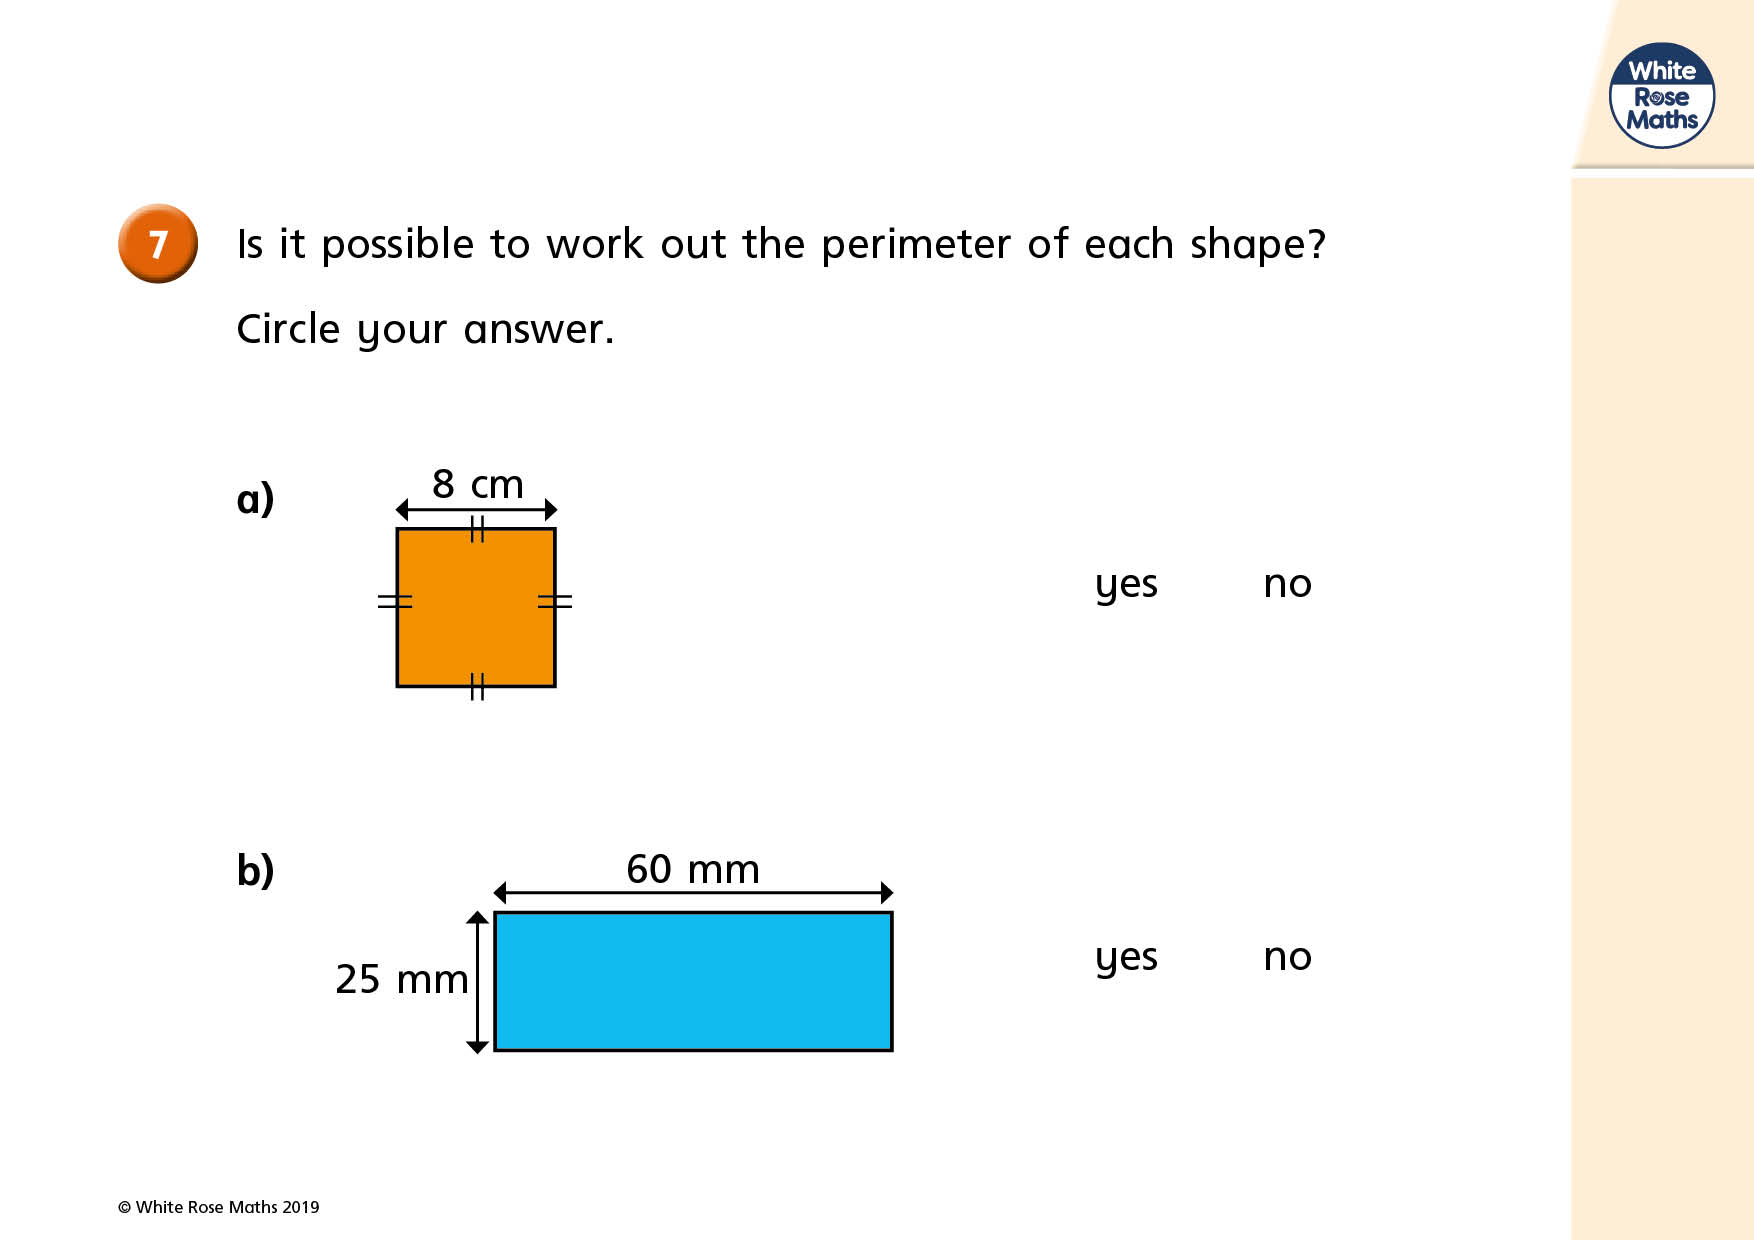 White
Rose
Maths
7 Is it possible to work out the perimeter of each shape?
Circle your answer.
a) 8 cm
yes no
b) 60 mm
25 mm
yes no
© White Rose Maths 2019